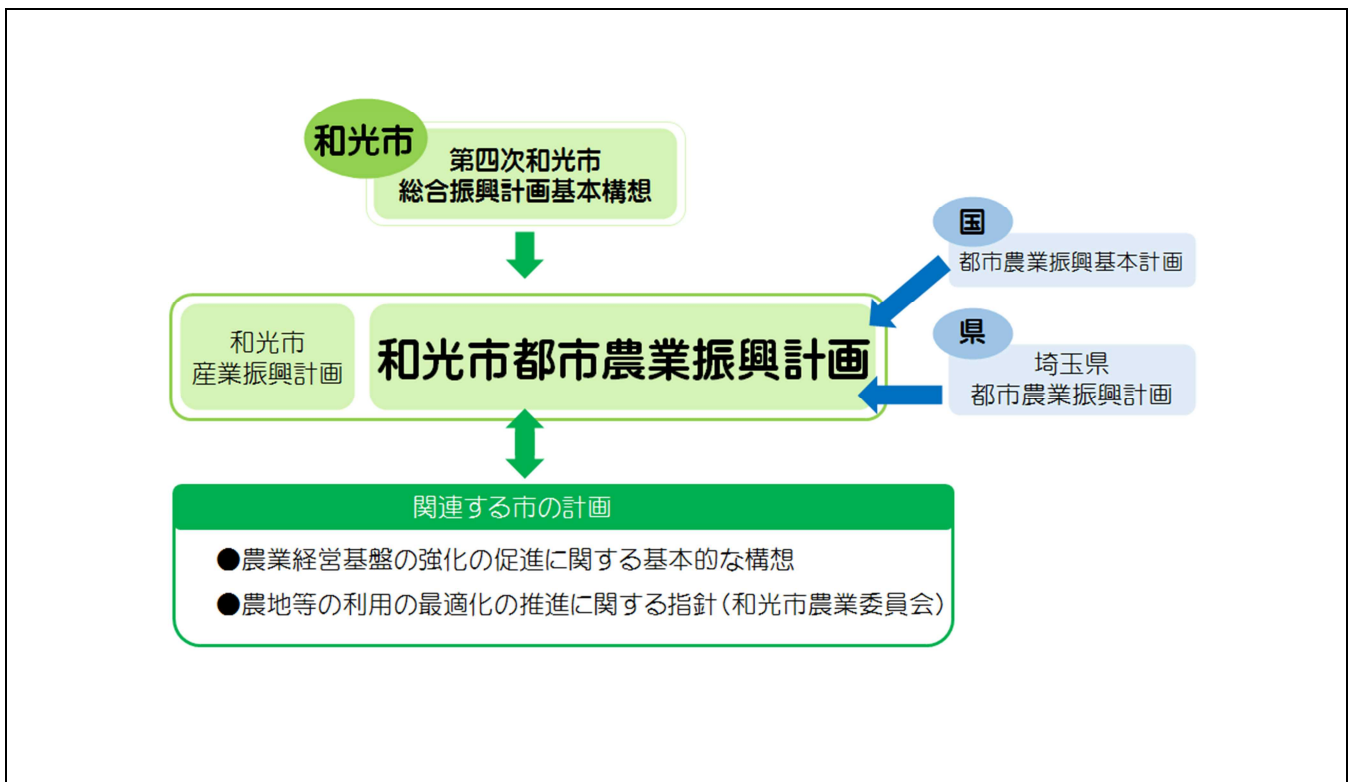 和光市
第四次和光市
総合振興計画基本構想
国
都市農業振興基本計画
和光市
産業振興計画
和光市都市農業振興計画
県
埼玉県
都市農業振興計画
関連する市の計画
●農業経営基盤の強化の促進に関する基本的な構想
●農地等の利用の最適化の推進に関する指針(和光市農業委員会)